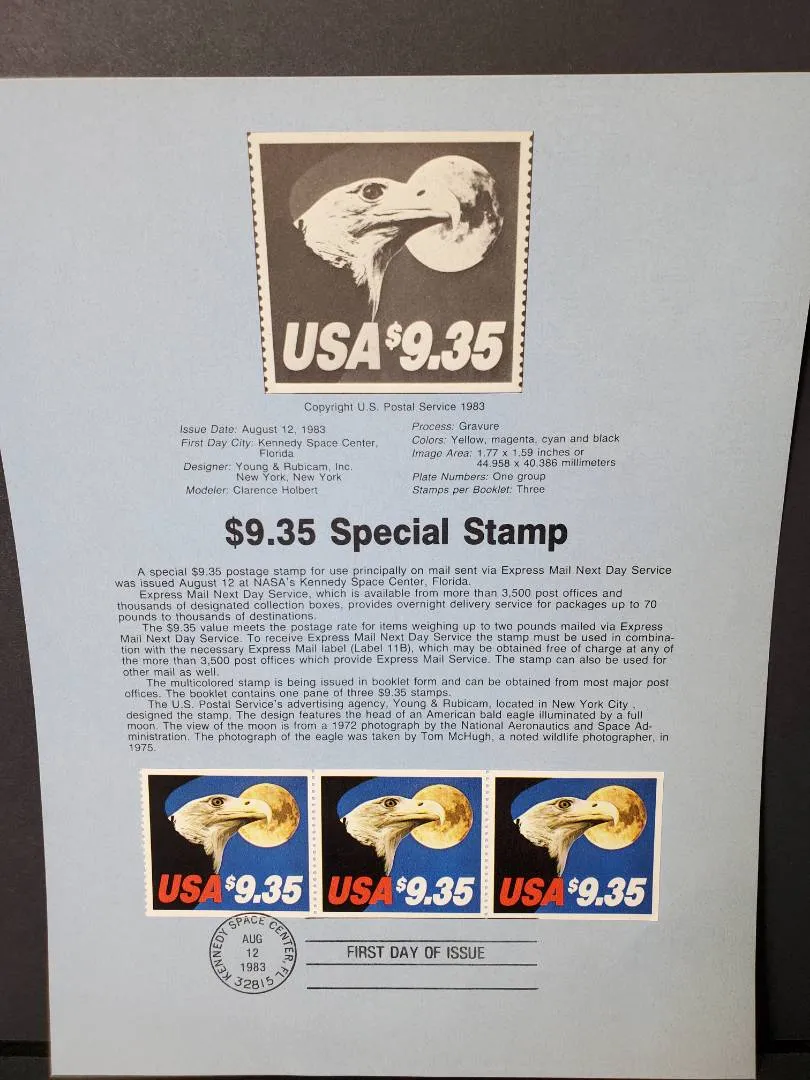 USA $9.35
Copyright U.S. Postal Service 1983
Issue Date: August 12, 1983
First Day City: Kennedy Space Center,
Florida
Designer: Young & Rubicam, Inc.
New York, New York
Modeler: Clarence Holbert
Process: Gravure
Colors: Yellow, magenta, cyan and black
Image Area: 1.77 x 1.59 inches or
44.958 x 40.386 millimeters
Plate Numbers: One group
Stamps per Booklet: Three
$9.35 Special Stamp
A special $9.35 postage stamp for use principally on mail sent via Express Mail Next Day Service
was issued August 12 at NASA's Kennedy Space Center, Florida.
Express Mail Next Day Service, which is available from more than 3,500 post offices and
thousands of designated collection boxes, provides overnight delivery service for packages up to 70
pounds to thousands of destinations.
The $9.35 value meets the postage rate for items weighing up to two pounds mailed via Express
Mail Next Day Service. To receive Express Mail Next Day Service the stamp must be used in combina-
tion with the necessary Express Mail label (Label 11B), which may be obtained free of charge at any of
the more than 3,500 post offices which provide Express Mail Service. The stamp can also be used for
other mail as well.
The multicolored stamp is being issued in booklet form and can be obtained from most major post
offices. The booklet contains one pane of three $9.35 stamps.
The U.S. Postal Service's advertising agency, Young & Rubicam, located in New York City ,
designed the stamp. The design features the head of an American bald eagle illuminated by a full
moon. The view of the moon is from a 1972 photograph by the National Aeronautics and Space Ad-
ministration. The photograph of the eagle was taken by Tom McHugh, a noted wildlife photographer, in
1975.
USA $9.35
USA $9.35
USA $9.35
KENNEDY SPACE CENTER, FL
AUG
12
1983
32815
FIRST DAY OF ISSUE